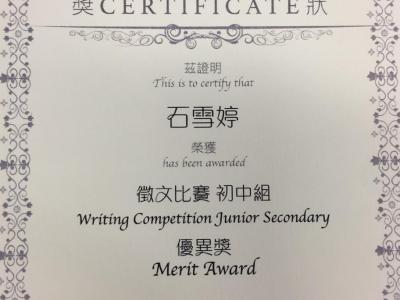 獎CERTIFICATE狀
茲證明
This is to certify that
石雪婷
榮獲
has been awarded
徵文比賽 初中組
Writing Competition Junior Secondary
優異獎
Merit Award